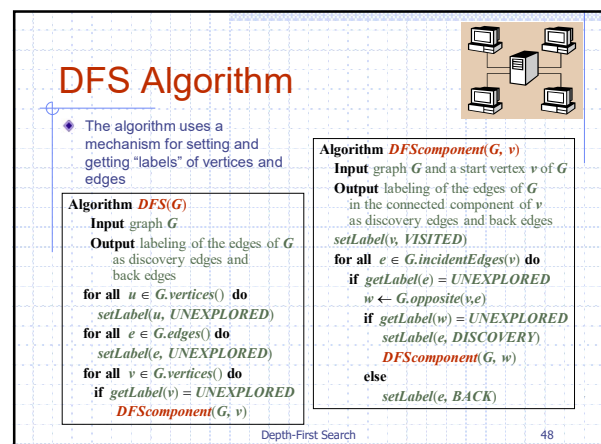 DFS Algorithm
The algorithm uses a
mechanism for setting and
getting “labels” of vertices and
edges
Algorithm DFS(G)
Input graph G
Output labeling of the edges of G
as discovery edges and
back edges
for all u ∈ G.vertices() do
setLabel(u, UNEXPLORED)
for all e ∈ G.edges() do
setLabel(e, UNEXPLORED)
for all v ∈ G.vertices() do
if getLabel(v) = UNEXPLORED
DFScomponent(G, v)
Algorithm DFScomponent(G, v)
Input graph G and a start vertex v of G
Output labeling of the edges of G
in the connected component of v
as discovery edges and back edges
setLabel(v, VISITED)
for all e ∈ G.incidentEdges(v) do
if getLabel(e) = UNEXPLORED
w ← G.opposite(v,e)
if getLabel(w) = UNEXPLORED
setLabel(e, DISCOVERY)
DFScomponent(G, w)
else
setLabel(e, BACK)
Depth-First Search 48